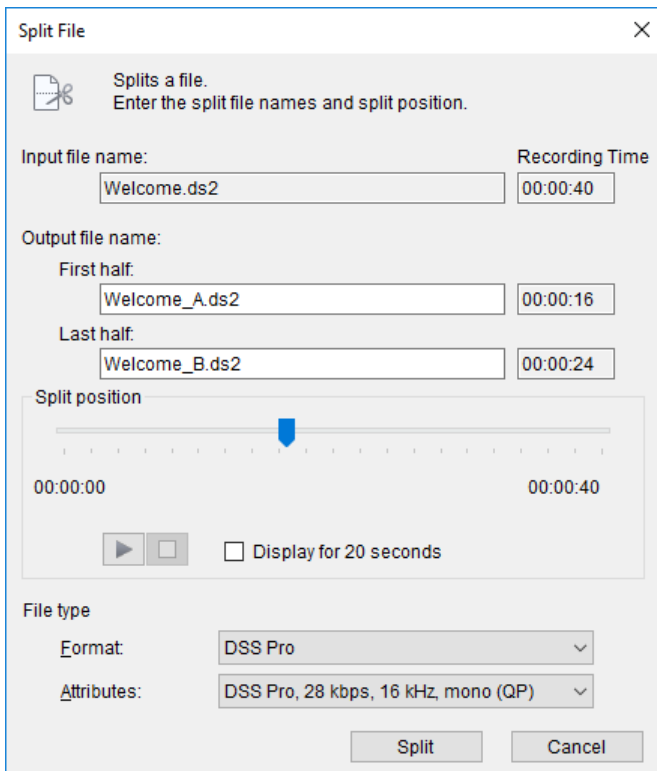 Split File
Splits a file.
Enter the split file names and split position.
Input file name:
Recording Time
Welcome.ds2
00:00:40
Output file name:
First half:
Welcome_A.ds2
00:00:16
Last half:
Welcome_B.ds2
00:00:24
Split position
00:00:00
00:00:40
Display for 20 seconds
File type
Format:
DSS Pro
Attributes:
DSS Pro, 28 kbps, 16 kHz, mono (QP)
Split
Cancel